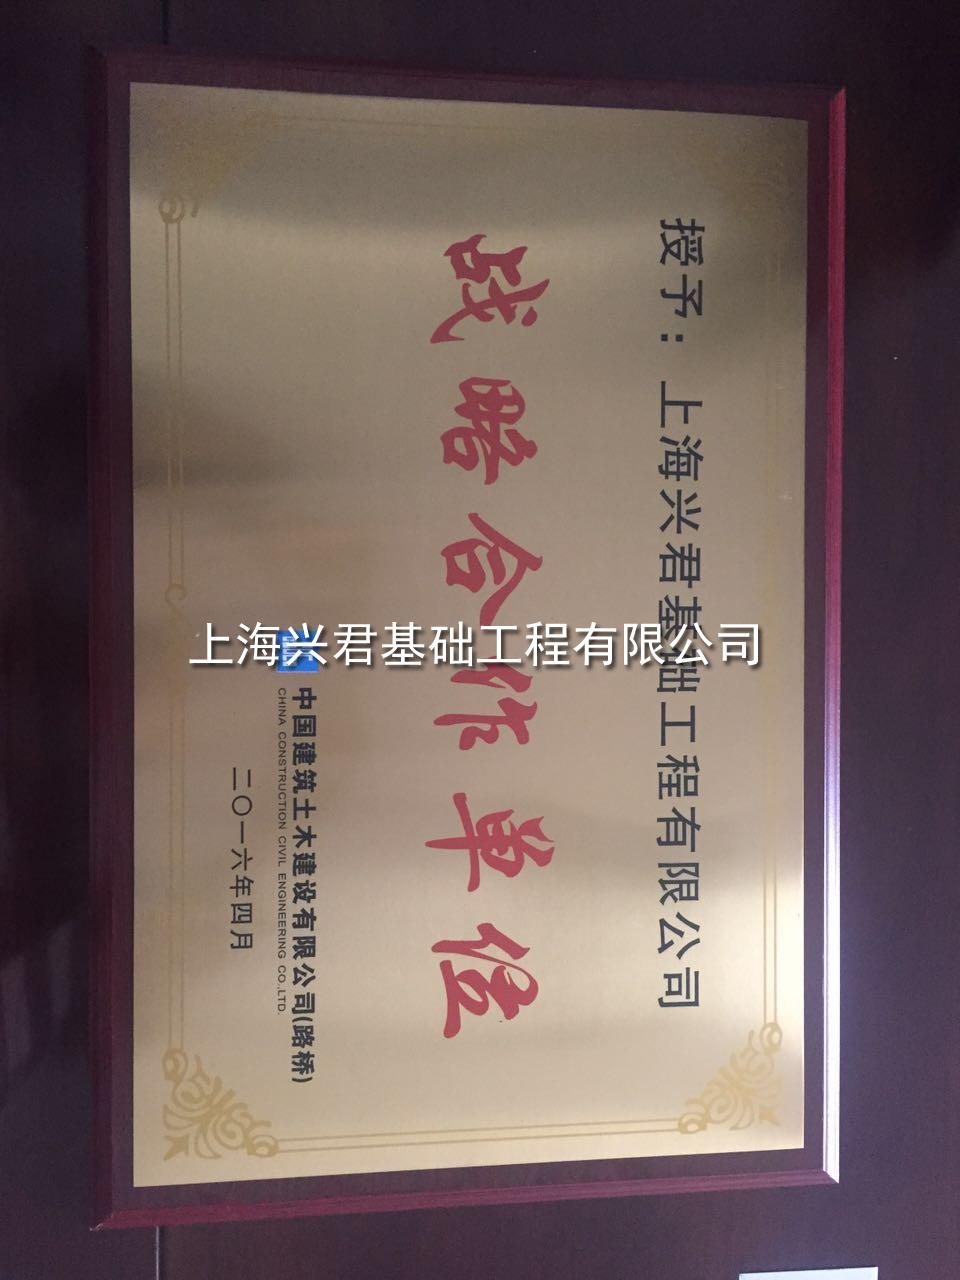 授予：上海兴君基础工程有限公司
战略合作单位
中国建筑土木建设有限公司(路桥)
CHINA CONSTRUCTION CIVIL ENGINEERING CO.,LTD.
二〇一六年四月
上海兴君基础工程有限公司